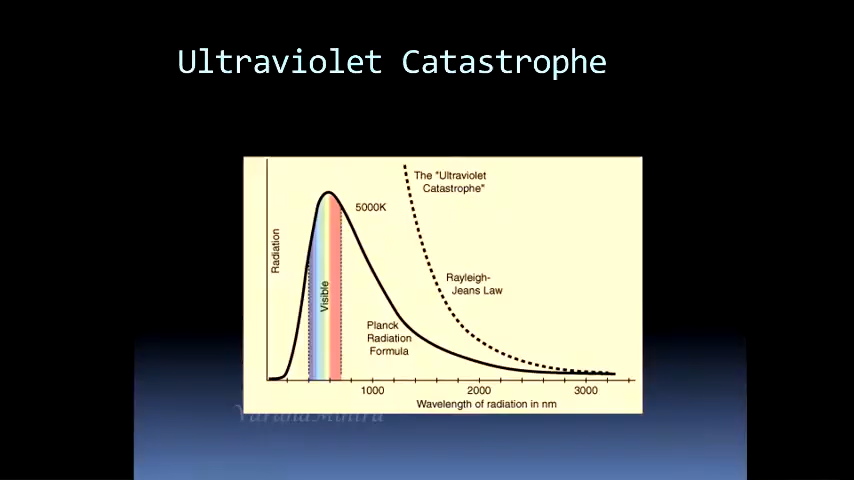 Ultraviolet Catastrophe
The "Ultraviolet
Catastrophe"
5000K
Radiation
Visible
Rayleigh-
Jeans Law
Planck
Radiation
Formula
1000 2000 3000
Wavelength of radiation in nm